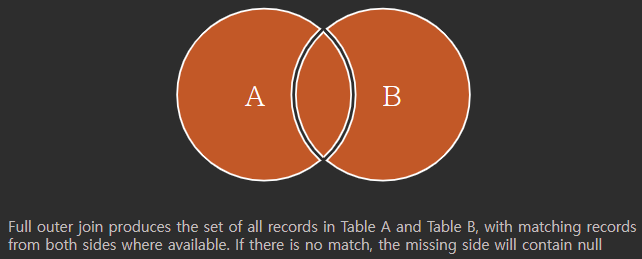 A B
Full outer join produces the set of all records in Table A and Table B, with matching records
from both sides where available. If there is no match, the missing side will contain null